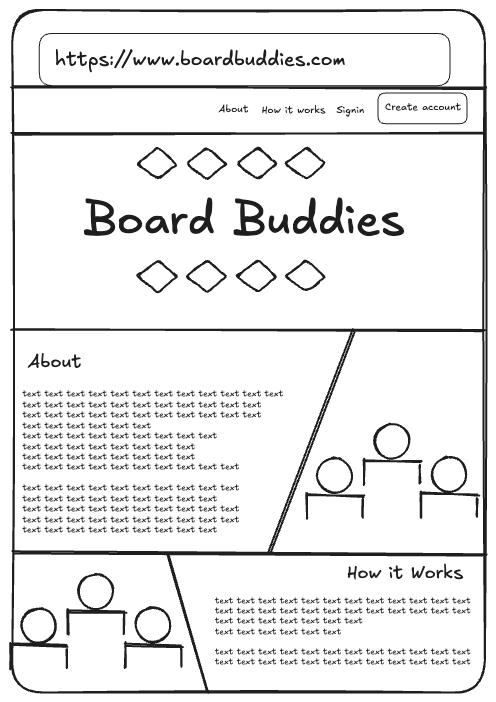 https://www.boardbuddies.com
About How it works Signin Create account
Board Buddies
About
text text text text text text text text text text text text
text text text text text text text text text text text
text text text text text text text text text text text
text text text text text text
text text text text text text text text text
text text text text text text text text
text text text text text text text text
text text text text text text text text text text
text text text text text text text text text text
text text text text text text text text text
text text text text text text text text text
text text text text text text text text text text
text text text text text text text text text
How it Works
text text text text text text text text text text text text
text text text text text text text text text text text text
text text text text text text text
text text text text text text
text text text text text text text text text text text text
text text text text text text text text text text text text